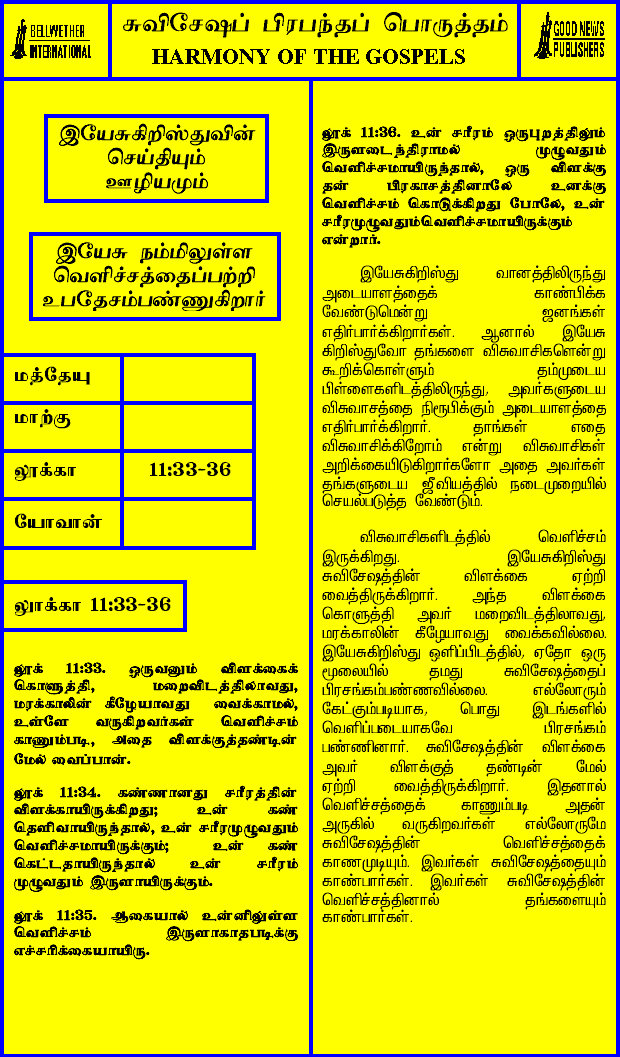 BELLWETHER
INTERNATIONAL
சுவிசேஷப் பிரபந்தப் பொருத்தம்
HARMONY OF THE GOSPELS
GOOD NEWS
PUBLISHERS
இயேசுகிறிஸ்துவின்
செய்தியும்
ஊழியமும்
இயேசு நம்மிலுள்ள
வெளிச்சத்தைப்பற்றி
உபதேசம்பண்ணுகிறார்
மத்தேயு
மாற்கு
லூக்கா 11:33-36
யோவான்
லூக்கா 11:33-36
லூக் 11:33. ஒருவனும் விளக்கைக்
கொளுத்தி, மறைவிடத்திலாவது,
மரக்காலின் கீழேயாவது வைக்காமல்,
உள்ளே வருகிறவர்கள் வெளிச்சம்
காணும்படி, அதை விளக்குத்தண்டின்
மேல் வைப்பான்.
லூக் 11:34. கண்ணானது சரீரத்தின்
விளக்காயிருக்கிறது; உன் கண்
தெளிவாயிருந்தால், உன் சரீரமுழுவதும்
வெளிச்சமாயிருக்கும்; உன் கண்
கெட்டதாயிருந்தால் உன் சரீரம்
முழுவதும் இருளாயிருக்கும்.
லூக் 11:35. ஆகையால் உன்னிலுள்ள
வெளிச்சம் இருளாகாதபடிக்கு
எச்சரிக்கையாயிரு.
லூக் 11:36. உன் சரீரம் ஒருபுறத்திலும்
இருளடைந்திராமல் முழுவதும்
வெளிச்சமாயிருந்தால், ஒரு விளக்கு
தன் பிரகாசத்தினாலே உனக்கு
வெளிச்சம் கொடுக்கிறது போலே, உன்
சரீரமுழுவதும்வெளிச்சமாயிருக்கும்
என்றார்.
இயேசுகிறிஸ்து வானத்திலிருந்து
அடையாளத்தைக் காண்பிக்க
வேண்டுமென்று ஜனங்கள்
எதிர்பார்க்கிறார்கள். ஆனால் இயேசு
கிறிஸ்துவோ தங்களை விசுவாசிகளென்று
கூறிக்கொள்ளும் தம்முடைய
பிள்ளைகளிடத்திலிருந்து, அவர்களுடைய
விசுவாசத்தை நிரூபிக்கும் அடையாளத்தை
எதிர்பார்க்கிறார். தாங்கள் எதை
விசுவாசிக்கிறோம் என்று விசுவாசிகள்
அறிக்கையிடுகிறார்களோ அதை அவர்கள்
தங்களுடைய ஜீவியத்தில் நடைமுறையில்
செயல்படுத்த வேண்டும்.
விசுவாசிகளிடத்தில் வெளிச்சம்
இருக்கிறது. இயேசுகிறிஸ்து
சுவிசேஷத்தின் விளக்கை ஏற்றி
வைத்திருக்கிறார். அந்த விளக்கை
கொளுத்தி அவர் மறைவிடத்திலாவது,
மரக்காலின் கீழேயாவது வைக்கவில்லை.
இயேசுகிறிஸ்து ஒளிப்பிடத்தில், ஏதோ ஒரு
மூலையில் தமது சுவிசேஷத்தைப்
பிரசங்கம்பண்ணவில்லை. எல்லோரும்
கேட்கும்படியாக, பொது இடங்களில்
வெளிப்படையாகவே பிரசங்கம்
பண்ணினார். சுவிசேஷத்தின் விளக்கை
அவர் விளக்குத் தண்டின் மேல்
ஏற்றி வைத்திருக்கிறார். இதனால்
வெளிச்சத்தைக் காணும்படி அதன்
அருகில் வருகிறவர்கள் எல்லோருமே
சுவிசேஷத்தின் வெளிச்சத்தைக்
காணமுடியும். இவர்கள் சுவிசேஷத்தையும்
காண்பார்கள். இவர்கள் சுவிசேஷத்தின்
வெளிச்சத்தினால் தங்களையும்
காண்பார்கள்.